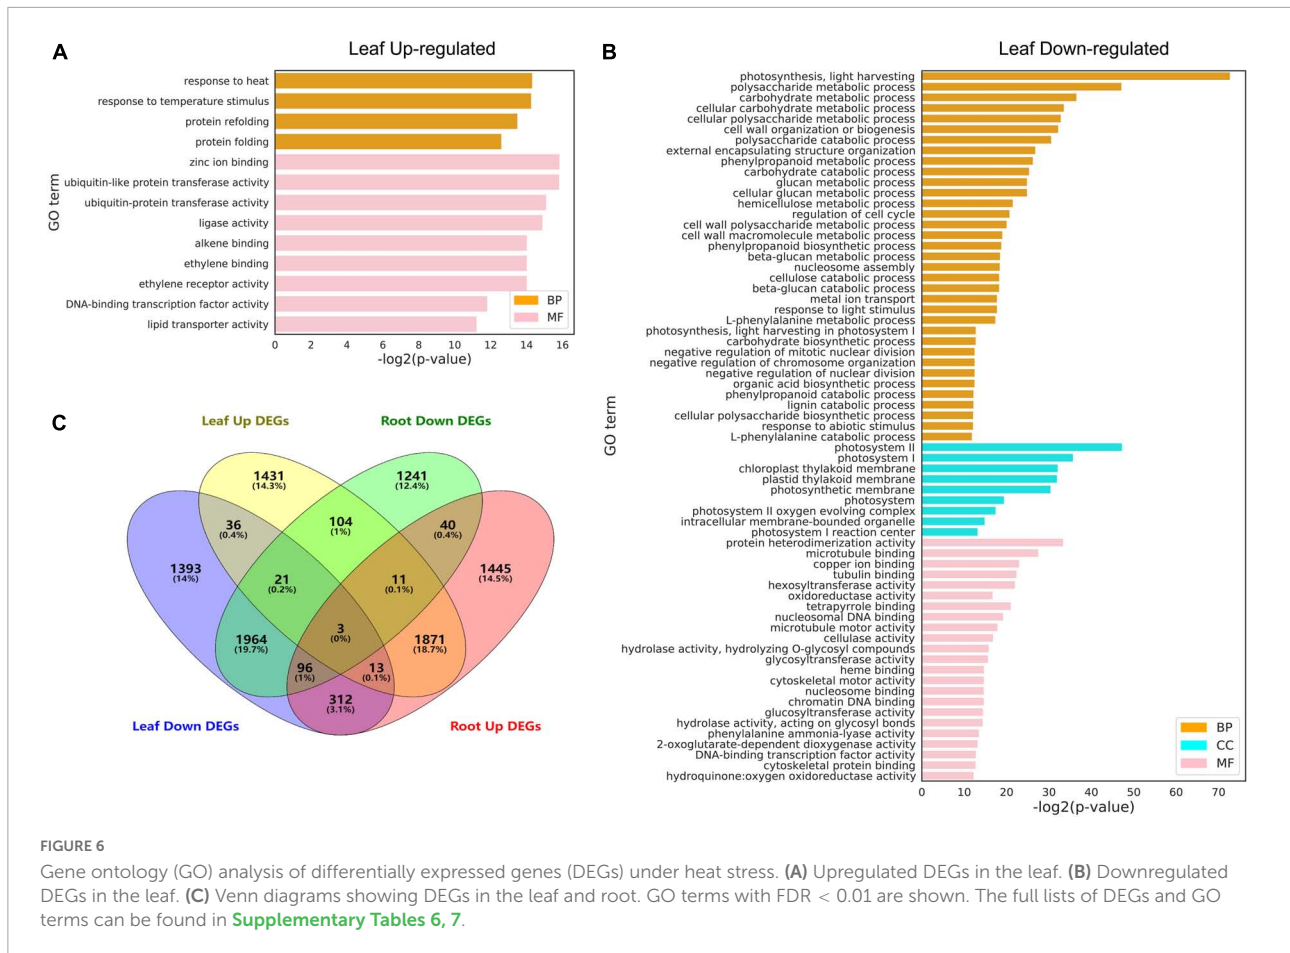 A
Leaf Up-regulated
response to heat
response to temperature stimulus
protein refolding
protein folding
zinc ion binding
ubiquitin-like protein transferase activity
ubiquitin-protein transferase activity
ligase activity
alkene binding
ethylene binding
ethylene receptor activity
DNA-binding transcription factor activity
lipid transporter activity
GO term
BP
MF
0 2 4 6 8 10 12 14 16
-log2(p-value)
B
Leaf Down-regulated
photosynthesis, light harvesting
polysaccharide metabolic process
carbohydrate metabolic process
cellular carbohydrate metabolic process
cellular polysaccharide metabolic process
cell wall organization or biogenesis
polysaccharide catabolic process
external encapsulating structure organization
phenylpropanoid metabolic process
carbohydrate catabolic process
glucan metabolic process
cellular glucan metabolic process
hemicellulose metabolic process
regulation of cell cycle
cell wall polysaccharide metabolic process
cell wall macromolecule metabolic process
phenylpropanoid biosynthetic process
beta-glucan metabolic process
nucleosome assembly
cellulose catabolic process
beta-glucan catabolic process
metal ion transport
response to light stimulus
L-phenylalanine metabolic process
photosynthesis, light harvesting in photosystem I
carbohydrate biosynthetic process
negative regulation of mitotic nuclear division
negative regulation of chromosome organization
negative regulation of nuclear division
organic acid biosynthetic process
phenylpropanoid catabolic process
lignin catabolic process
cellular polysaccharide biosynthetic process
response to abiotic stimulus
L-phenylalanine catabolic process
photosystem II
photosystem I
chloroplast thylakoid membrane
plastid thylakoid membrane
photosynthetic membrane
photosystem
photosystem II oxygen evolving complex
intracellular membrane-bounded organelle
photosystem I reaction center
protein heterodimerization activity
microtubule binding
copper ion binding
tubulin binding
hexosyltransferase activity
oxidoreductase activity
tetrapyrrole binding
nucleosomal DNA binding
microtubule motor activity
cellulase activity
hydrolase activity, hydrolyzing O-glycosyl compounds
glycosyltransferase activity
heme binding
cytoskeletal motor activity
nucleosome binding
chromatin DNA binding
glucosyltransferase activity
hydrolase activity, acting on glycosyl bonds
phenylalanine ammonia-lyase activity
2-oxoglutarate-dependent dioxygenase activity
DNA-binding transcription factor activity
cytoskeletal protein binding
hydroquinone:oxygen oxidoreductase activity
GO term
BP
CC
MF
0 10 20 30 40 50 60 70
-log2(p-value)
C
Leaf Up DEGs
Root Down DEGs
1431
(14.3%)
1241
(12.4%)
36
(0.4%)
104
(1%)
40
(0.4%)
1393
(14%)
21
(0.2%)
11
(0.1%)
1445
(14.5%)
1964
(19.7%)
3
(0%)
1871
(18.7%)
96
(1%)
13
(0.1%)
312
(3.1%)
Leaf Down DEGs
Root Up DEGs
FIGURE 6
Gene ontology (GO) analysis of differentially expressed genes (DEGs) under heat stress. (A) Upregulated DEGs in the leaf. (B) Downregulated
DEGs in the leaf. (C) Venn diagrams showing DEGs in the leaf and root. GO terms with FDR < 0.01 are shown. The full lists of DEGs and GO
terms can be found in Supplementary Tables 6, 7.